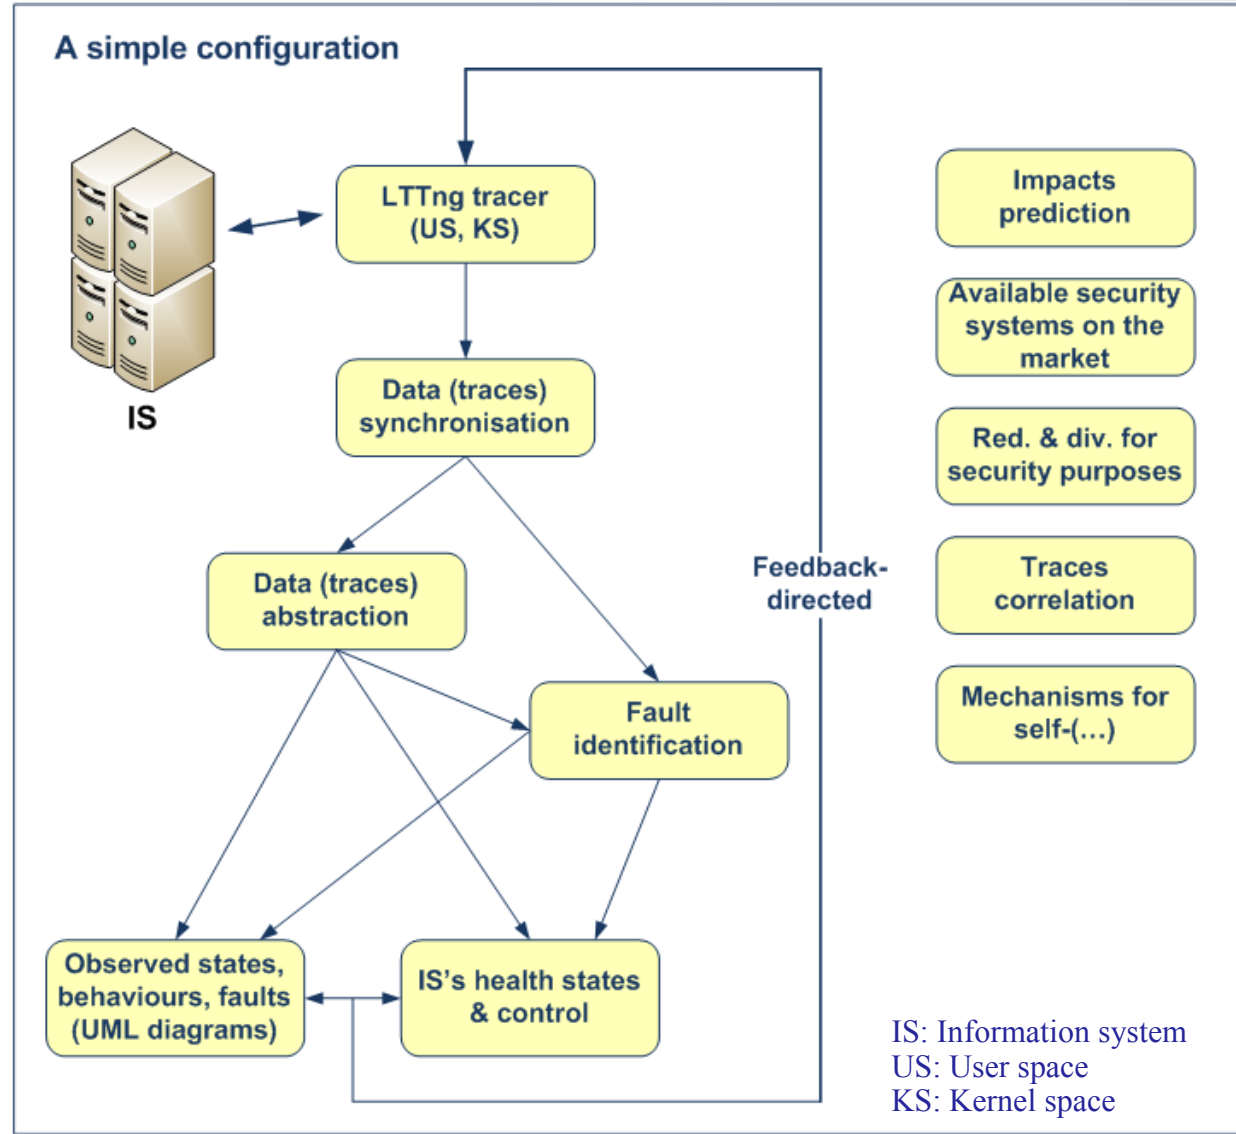 A simple configuration
LTTng tracer
(US, KS)
IS
Data (traces)
synchronisation
Data (traces)
abstraction
Fault
identification
Feedback-
directed
Observed states,
behaviours, faults
(UML diagrams)
IS's health states
& control
Impacts
prediction
Available security
systems on the
market
Red. & div. for
security purposes
Traces
correlation
Mechanisms for
self-(…)
IS: Information system
US: User space
KS: Kernel space